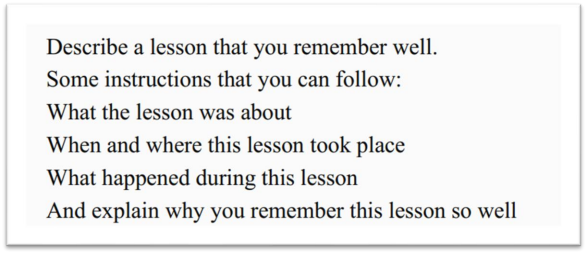 Describe a lesson that you remember well.
Some instructions that you can follow:
What the lesson was about
When and where this lesson took place
What happened during this lesson
And explain why you remember this lesson so well